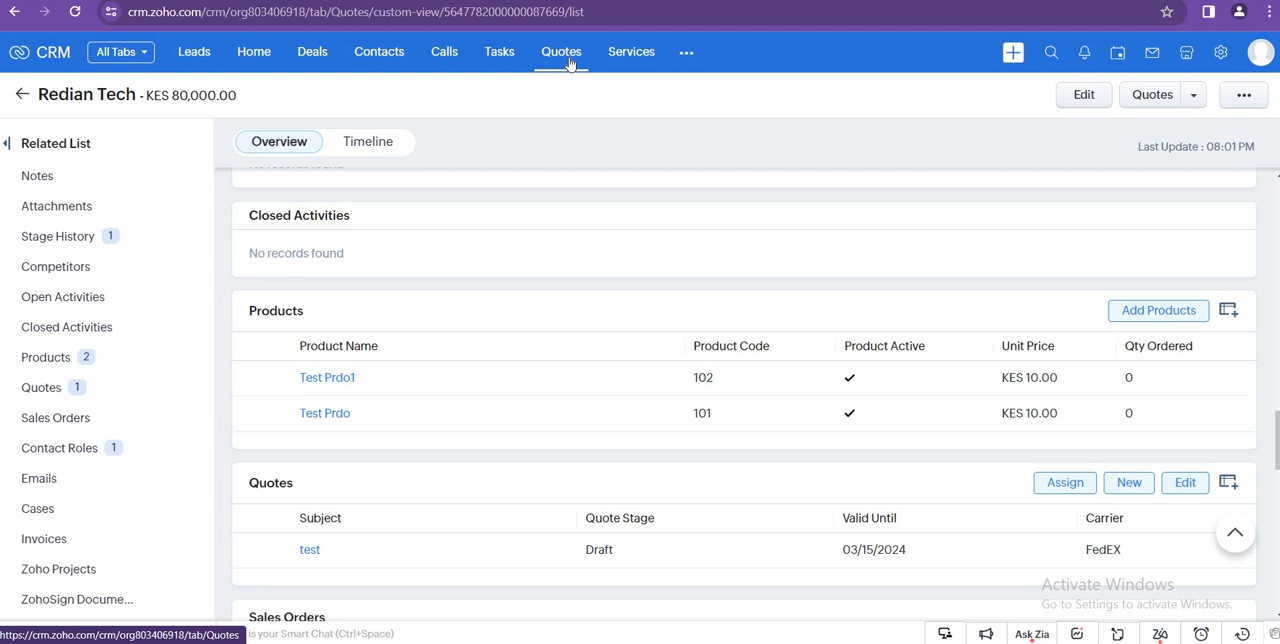 crm.zoho.com/crm/org803406918/tab/Quotes/custom-view/5647782000000087669/list
CRM All Tabs Leads Home Deals Contacts Calls Tasks Quotes Services
Redian Tech - KES 80,000.00 Edit Quotes
Related List Overview Timeline Last Update : 08:01 PM
Notes
Attachments
Stage History 1
Competitors
Open Activities
Closed Activities
Products 2
Quotes 1
Sales Orders
Contact Roles 1
Emails
Cases
Invoices
Zoho Projects
ZohoSign Docume...
Closed Activities
No records found
Products Add Products
Product Name Product Code Product Active Unit Price Qty Ordered
Test Prdo1 102 KES 10.00 0
Test Prdo 101 KES 10.00 0
Quotes Assign New Edit
Subject Quote Stage Valid Until Carrier
test Draft 03/15/2024 FedEX
Sales Orders
Activate Windows
Go to Settings to activate Windows.
https://crm.zoho.com/crm/org803406918/tab/Quotes is your Smart Chat (Ctrl+Space) Ask Zia